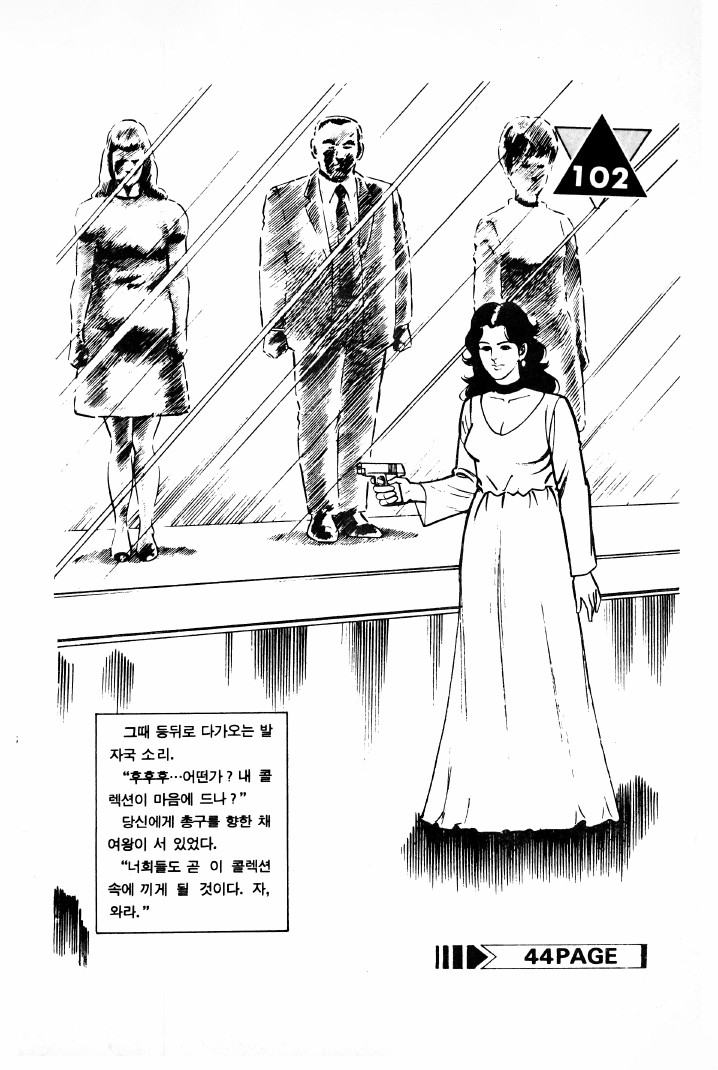 102
그때 등뒤로 다가오는 발
자국 소리.
“후후후…어떤가? 내 콜
렉션이 마음에 드나?”
당신에게 총구를 향한 채
여왕이 서 있었다.
“너희들도 곧 이 콜렉션
속에 끼게 될 것이다. 자,
와라.”
44PAGE